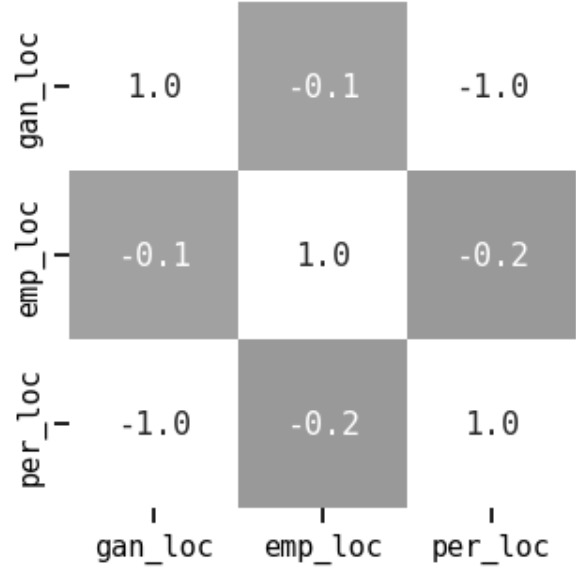 gan_loc 1.0 -0.1 -1.0
emp_loc -0.1 1.0 -0.2
per_loc -1.0 -0.2 1.0
gan_loc emp_loc per_loc